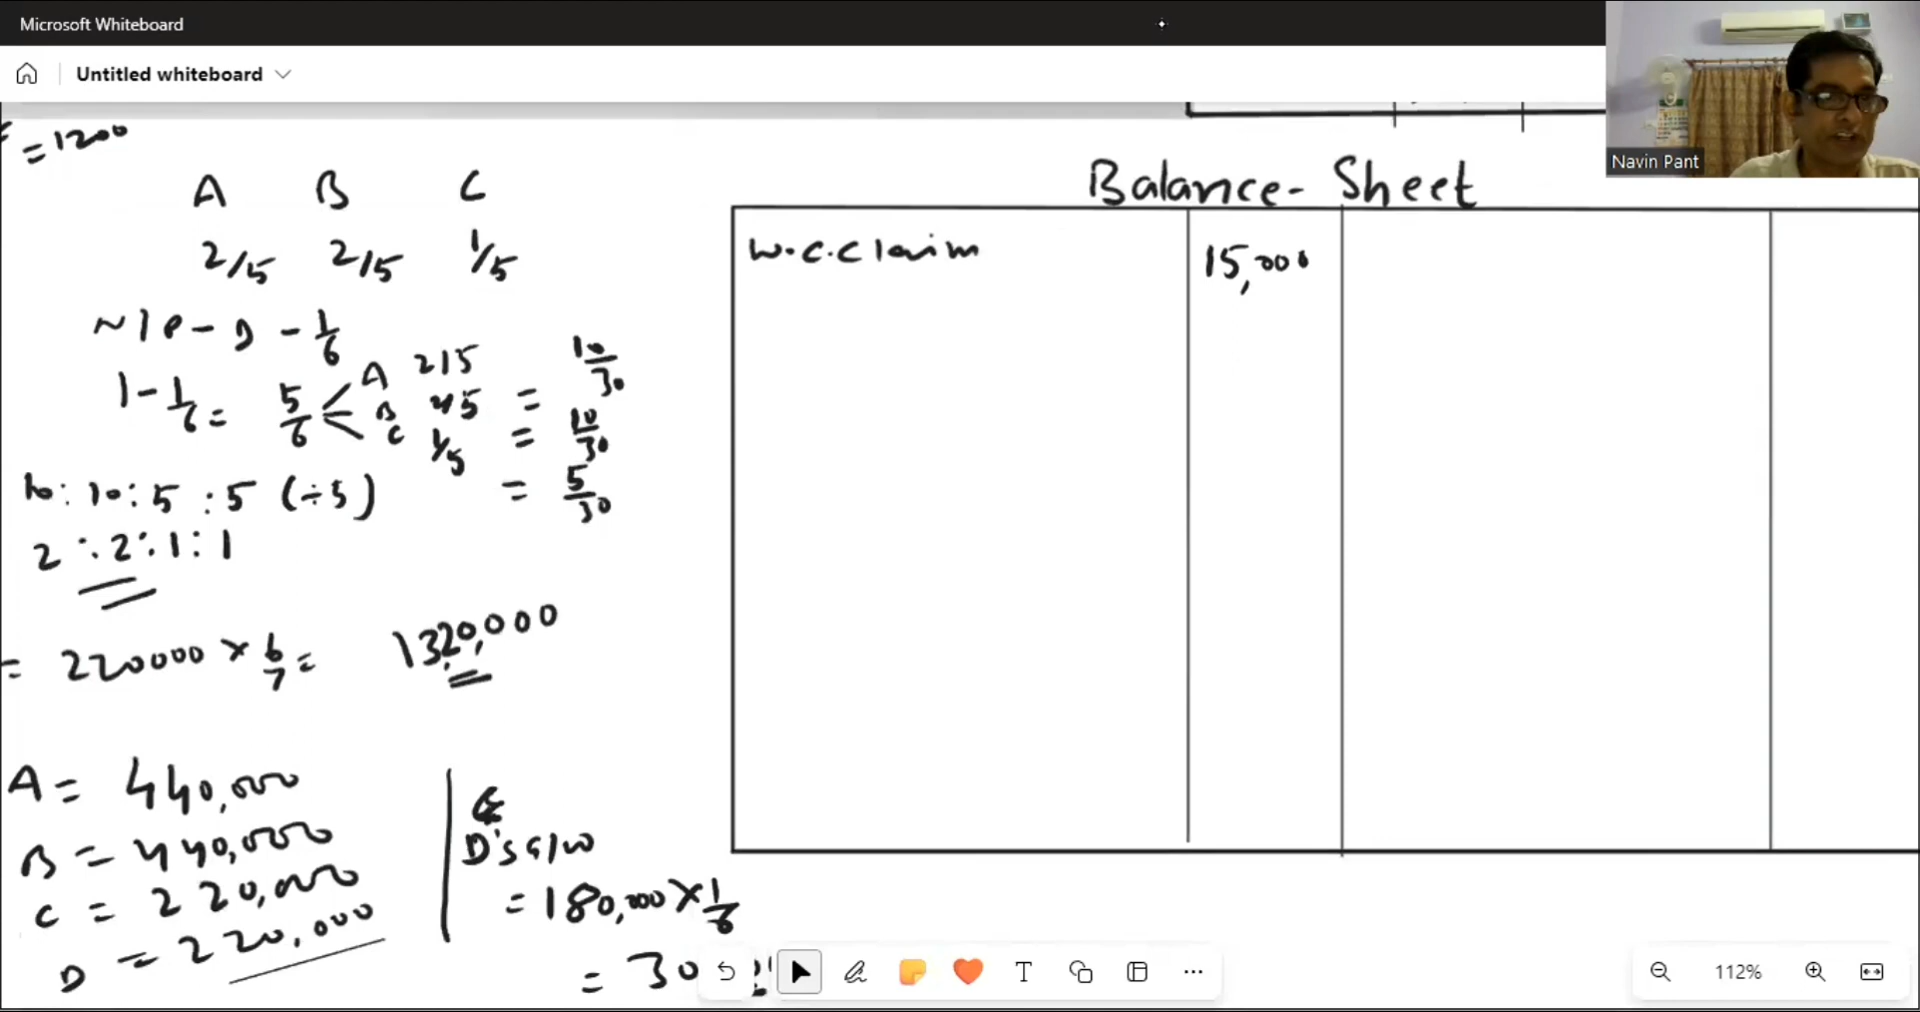 Microsoft Whiteboard
Untitled whiteboard
Navin Pant
= 1200
A B C
2/5 2/5 1/5
N/P - D - 1/6
1 - 1/6 = 5/6
A 2/5 = 10/30
B 2/5 = 10/30
C 1/5 = 5/30
10 : 10 : 5 : 5 (÷5)
2 : 2 : 1 : 1
= 220000 × 6/7 = 1320,000
A = 440,000
B = 440,000
C = 220,000
D = 220,000
D's G/W
= 180,000 × 1/6
= 30
Balance - Sheet
W.C. Claim 15,000
112%